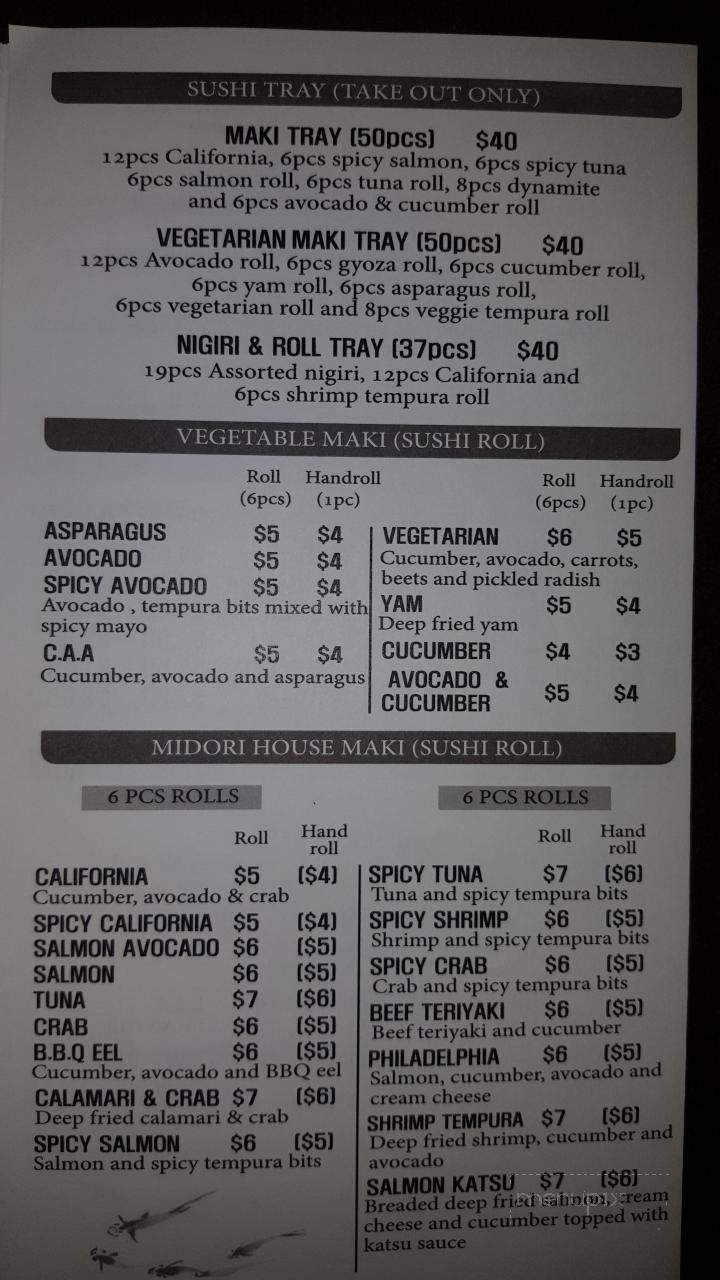 SUSHI TRAY (TAKE OUT ONLY)
MAKI TRAY (50pcs) $40
12pcs California, 6pcs spicy salmon, 6pcs spicy tuna
6pcs salmon roll, 6pcs tuna roll, 8pcs dynamite
and 6pcs avocado & cucumber roll
VEGETARIAN MAKI TRAY (50pcs) $40
12pcs Avocado roll, 6pcs gyoza roll, 6pcs cucumber roll,
6pcs yam roll, 6pcs asparagus roll,
6pcs vegetarian roll and 8pcs veggie tempura roll
NIGIRI & ROLL TRAY (37pcs) $40
19pcs Assorted nigiri, 12pcs California and
6pcs shrimp tempura roll
VEGETABLE MAKI (SUSHI ROLL)
Roll Handroll
(6pcs) (1pc)
ASPARAGUS $5 $4
AVOCADO $5 $4
SPICY AVOCADO $5 $4
Avocado , tempura bits mixed with
spicy mayo
C.A.A $5 $4
Cucumber, avocado and asparagus
Roll Handroll
(6pcs) (1pc)
VEGETARIAN $6 $5
Cucumber, avocado, carrots,
beets and pickled radish
YAM $5 $4
Deep fried yam
CUCUMBER $4 $3
AVOCADO &
CUCUMBER $5 $4
MIDORI HOUSE MAKI (SUSHI ROLL)
6 PCS ROLLS
Roll Hand
roll
CALIFORNIA $5 ($4)
Cucumber, avocado & crab
SPICY CALIFORNIA $5 ($4)
SALMON AVOCADO $6 ($5)
SALMON $6 ($5)
TUNA $7 ($6)
CRAB $6 ($5)
B.B.Q EEL $6 ($5)
Cucumber, avocado and BBQ eel
CALAMARI & CRAB $7 ($6)
Deep fried calamari & crab
SPICY SALMON $6 ($5)
Salmon and spicy tempura bits
6 PCS ROLLS
Roll Hand
roll
SPICY TUNA $7 ($6)
Tuna and spicy tempura bits
SPICY SHRIMP $6 ($5)
Shrimp and spicy tempura bits
SPICY CRAB $6 ($5)
Crab and spicy tempura bits
BEEF TERIYAKI $6 ($5)
Beef teriyaki and cucumber
PHILADELPHIA $6 ($5)
Salmon, cucumber, avocado and
cream cheese
SHRIMP TEMPURA $7 ($6)
Deep fried shrimp, cucumber and
avocado
SALMON KATSU $7 ($6)
Breaded deep fried salmon, cream
cheese and cucumber topped with
katsu sauce